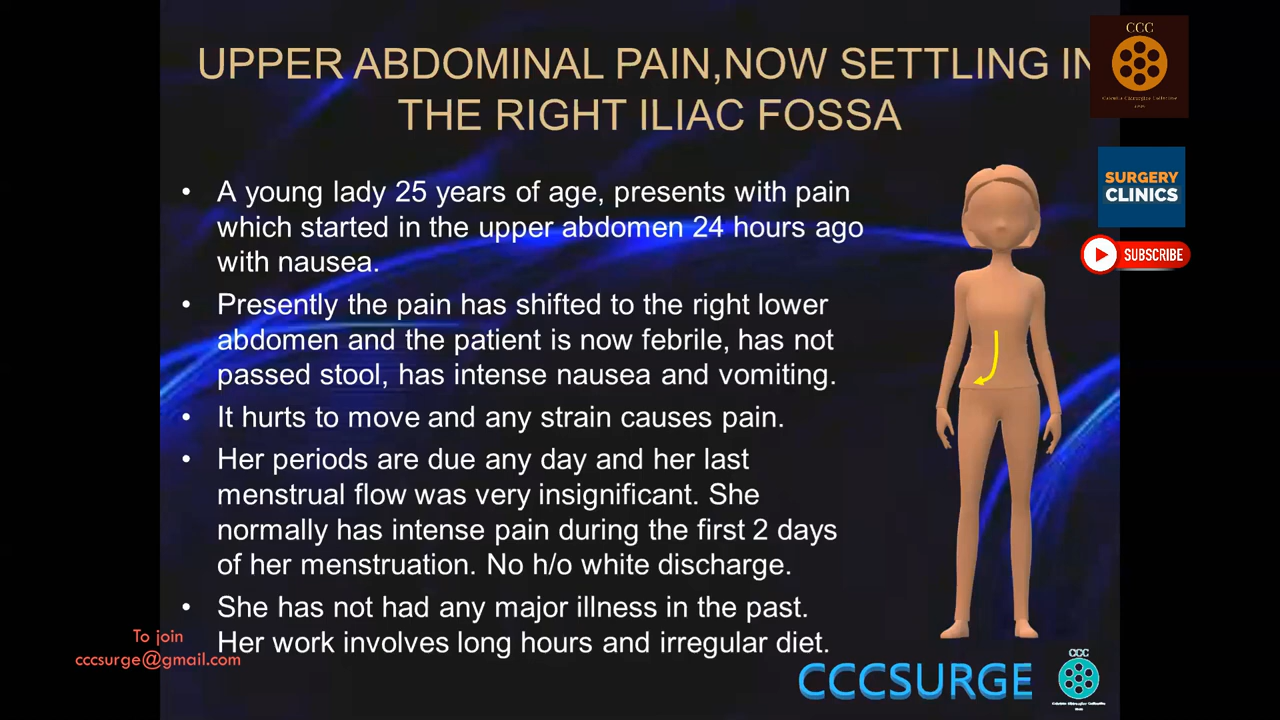 UPPER ABDOMINAL PAIN,NOW SETTLING IN
THE RIGHT ILIAC FOSSA
CCC
SURGERY
CLINICS
SUBSCRIBE
• A young lady 25 years of age, presents with pain
which started in the upper abdomen 24 hours ago
with nausea.
• Presently the pain has shifted to the right lower
abdomen and the patient is now febrile, has not
passed stool, has intense nausea and vomiting.
• It hurts to move and any strain causes pain.
• Her periods are due any day and her last
menstrual flow was very insignificant. She
normally has intense pain during the first 2 days
of her menstruation. No h/o white discharge.
• She has not had any major illness in the past.
Her work involves long hours and irregular diet.
To join
cccsurge@gmail.com
CCCSURGE
CCC